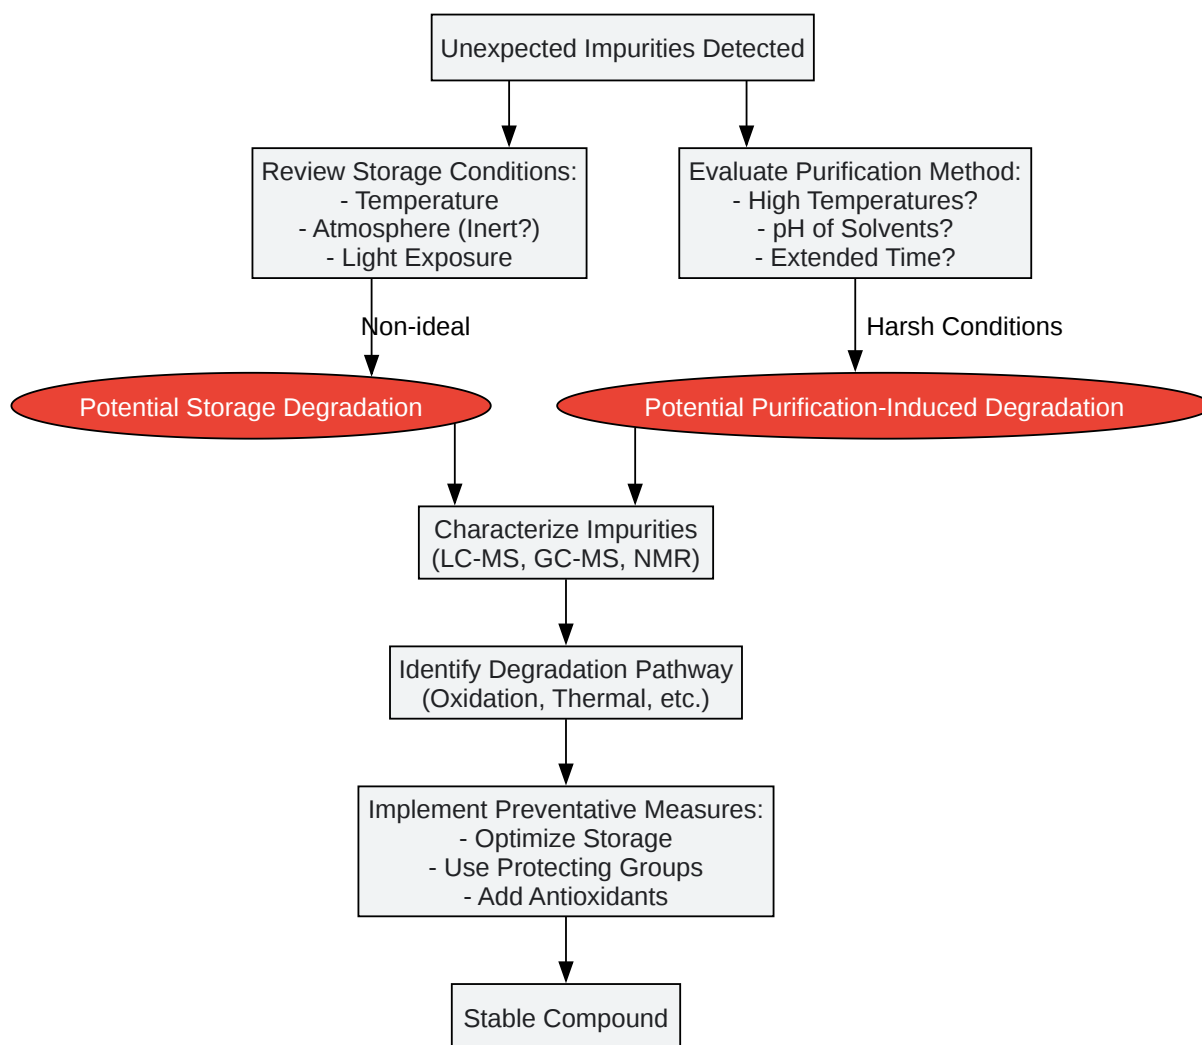 Unexpected Impurities Detected
Review Storage Conditions:
- Temperature
- Atmosphere (Inert?)
- Light Exposure
Evaluate Purification Method:
- High Temperatures?
- pH of Solvents?
- Extended Time?
Non-ideal
Harsh Conditions
Potential Storage Degradation
Potential Purification-Induced Degradation
Characterize Impurities
(LC-MS, GC-MS, NMR)
Identify Degradation Pathway
(Oxidation, Thermal, etc.)
Implement Preventative Measures:
- Optimize Storage
- Use Protecting Groups
- Add Antioxidants
Stable Compound